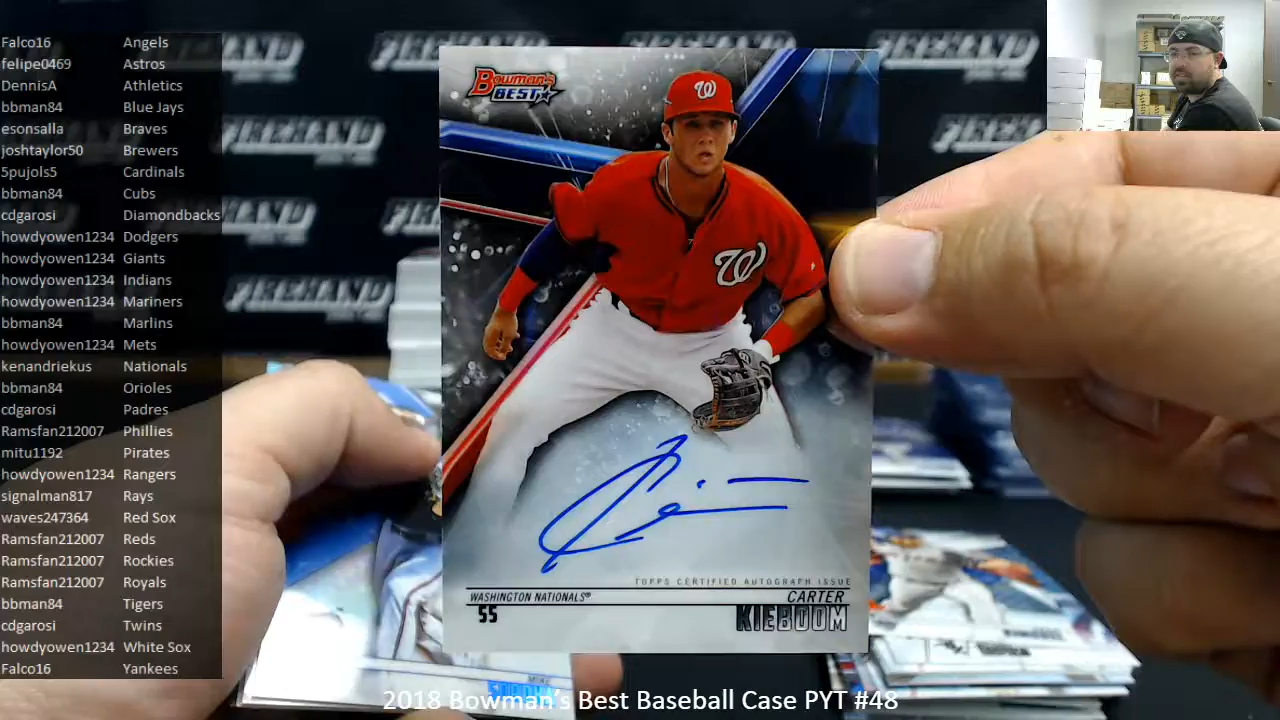 Falco16 Angels
felipe0469 Astros
DennisA Athletics
bbman84 Blue Jays
esonsalla Braves
joshtaylor50 Brewers
5pujols5 Cardinals
bbman84 Cubs
cdgarosi Diamondbacks
howdyowen1234 Dodgers
howdyowen1234 Giants
howdyowen1234 Indians
howdyowen1234 Mariners
bbman84 Marlins
howdyowen1234 Mets
kenandriekus Nationals
bbman84 Orioles
cdgarosi Padres
Ramsfan212007 Phillies
mitu1192 Pirates
howdyowen1234 Rangers
signalman817 Rays
waves247364 Red Sox
Ramsfan212007 Reds
Ramsfan212007 Rockies
Ramsfan212007 Royals
bbman84 Tigers
cdgarosi Twins
howdyowen1234 White Sox
Falco16 Yankees
FIREHAND
FIREHAND
Bowman's
BEST
W
W
TOPPS CERTIFIED AUTOGRAPH ISSUE
WASHINGTON NATIONALS®
CARTER
SS
KIEBOOM
2018 Bowman's Best Baseball Case PYT #48